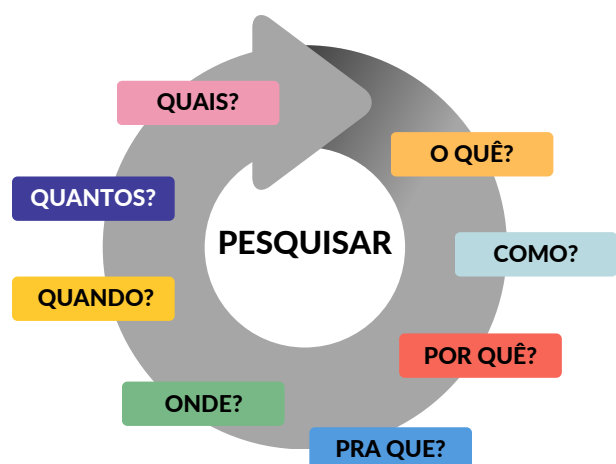 QUAIS?
O QUÊ?
QUANTOS?
PESQUISAR
COMO?
QUANDO?
POR QUÊ?
ONDE?
PRA QUE?